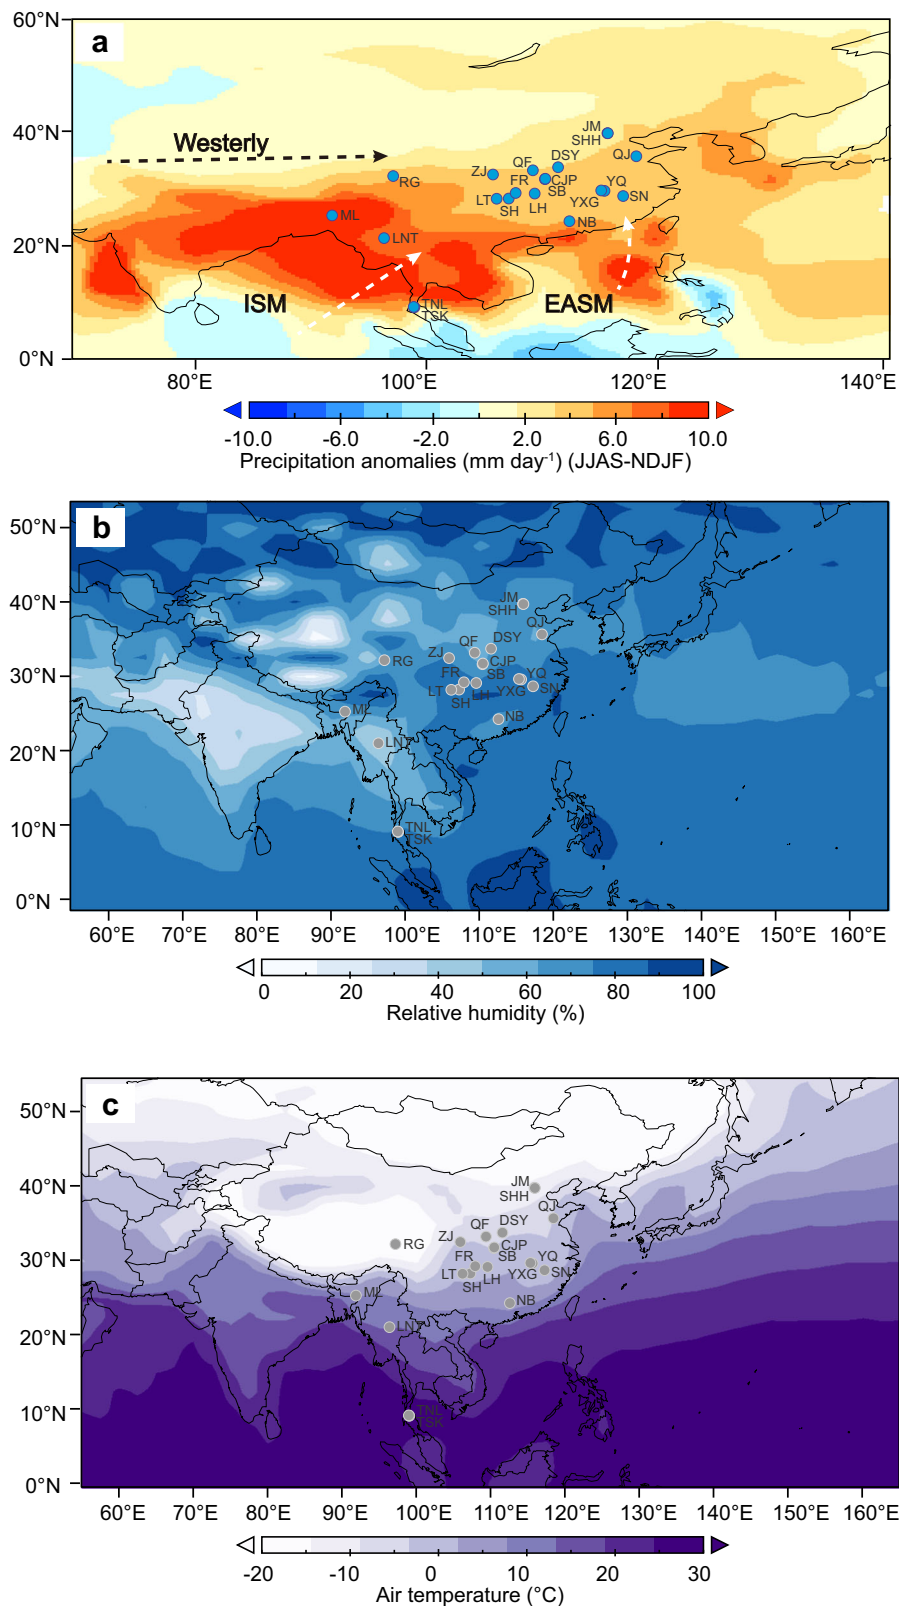 60°N
a
40°N
JM
SHH
Westerly
QF
DSY
QJ
ZJ
RG
FR
CJP
YQ
LT
SB
SH
LH
YXG
SN
ML
NB
20°N
LNT
ISM
EASM
TNL
TSK
0°N
80°E
100°E
120°E
140°E
-10.0
-6.0
-2.0
2.0
6.0
10.0
Precipitation anomalies (mm day-1) (JJAS-NDJF)
b
50°N
40°N
JM
SHH
QJ
QF
DSY
ZJ
30°N
RG
CJP
FR
SB
YQ
LT
LH
YXG
SN
SH
ML
NB
20°N
LNT
10°N
TNL
TSK
0°N
60°E
70°E
80°E
90°E
100°E
110°E
120°E
130°E
140°E
150°E
160°E
0
20
40
60
80
100
Relative humidity (%)
c
50°N
40°N
JM
SHH
QJ
QF
DSY
ZJ
RG
CJP
30°N
FR
SB
YQ
LT
LH
YXG
SN
SH
ML
NB
20°N
LNT
10°N
TNL
TSK
0°N
60°E
70°E
80°E
90°E
100°E
110°E
120°E
130°E
140°E
150°E
160°E
-20
-10
0
10
20
30
Air temperature (°C)